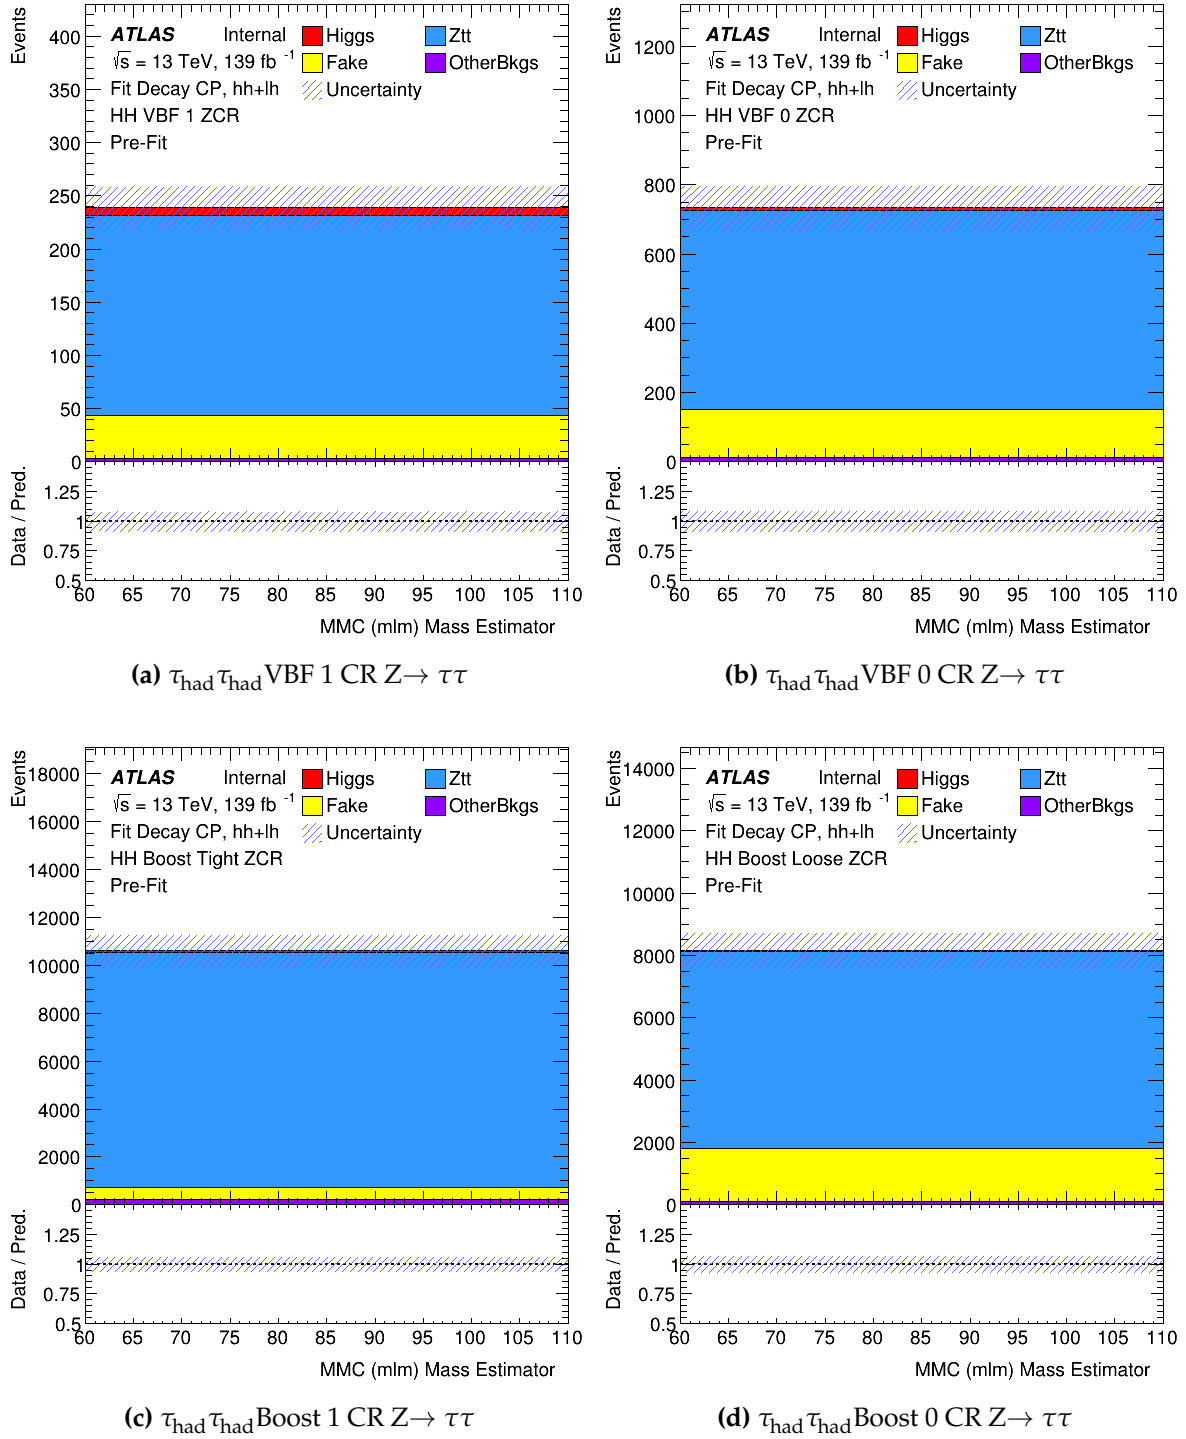 Events
400
350
300
250
200
150
100
50
0
ATLAS Internal
√s = 13 TeV, 139 fb⁻¹
Fit Decay CP, hh+lh
HH VBF 1 ZCR
Pre-Fit
Higgs Ztt
Fake OtherBkgs
Uncertainty
Data / Pred.
1.25
1
0.75
0.5
60 65 70 75 80 85 90 95 100 105 110
MMC (mlm) Mass Estimator
(a) τhadτhadVBF 1 CR Z→ ττ
Events
1200
1000
800
600
400
200
0
ATLAS Internal
√s = 13 TeV, 139 fb⁻¹
Fit Decay CP, hh+lh
HH VBF 0 ZCR
Pre-Fit
Higgs Ztt
Fake OtherBkgs
Uncertainty
Data / Pred.
1.25
1
0.75
0.5
60 65 70 75 80 85 90 95 100 105 110
MMC (mlm) Mass Estimator
(b) τhadτhadVBF 0 CR Z→ ττ
Events
18000
16000
14000
12000
10000
8000
6000
4000
2000
0
ATLAS Internal
√s = 13 TeV, 139 fb⁻¹
Fit Decay CP, hh+lh
HH Boost Tight ZCR
Pre-Fit
Higgs Ztt
Fake OtherBkgs
Uncertainty
Data / Pred.
1.25
1
0.75
0.5
60 65 70 75 80 85 90 95 100 105 110
MMC (mlm) Mass Estimator
(c) τhadτhadBoost 1 CR Z→ ττ
Events
14000
12000
10000
8000
6000
4000
2000
0
ATLAS Internal
√s = 13 TeV, 139 fb⁻¹
Fit Decay CP, hh+lh
HH Boost Loose ZCR
Pre-Fit
Higgs Ztt
Fake OtherBkgs
Uncertainty
Data / Pred.
1.25
1
0.75
0.5
60 65 70 75 80 85 90 95 100 105 110
MMC (mlm) Mass Estimator
(d) τhadτhadBoost 0 CR Z→ ττ